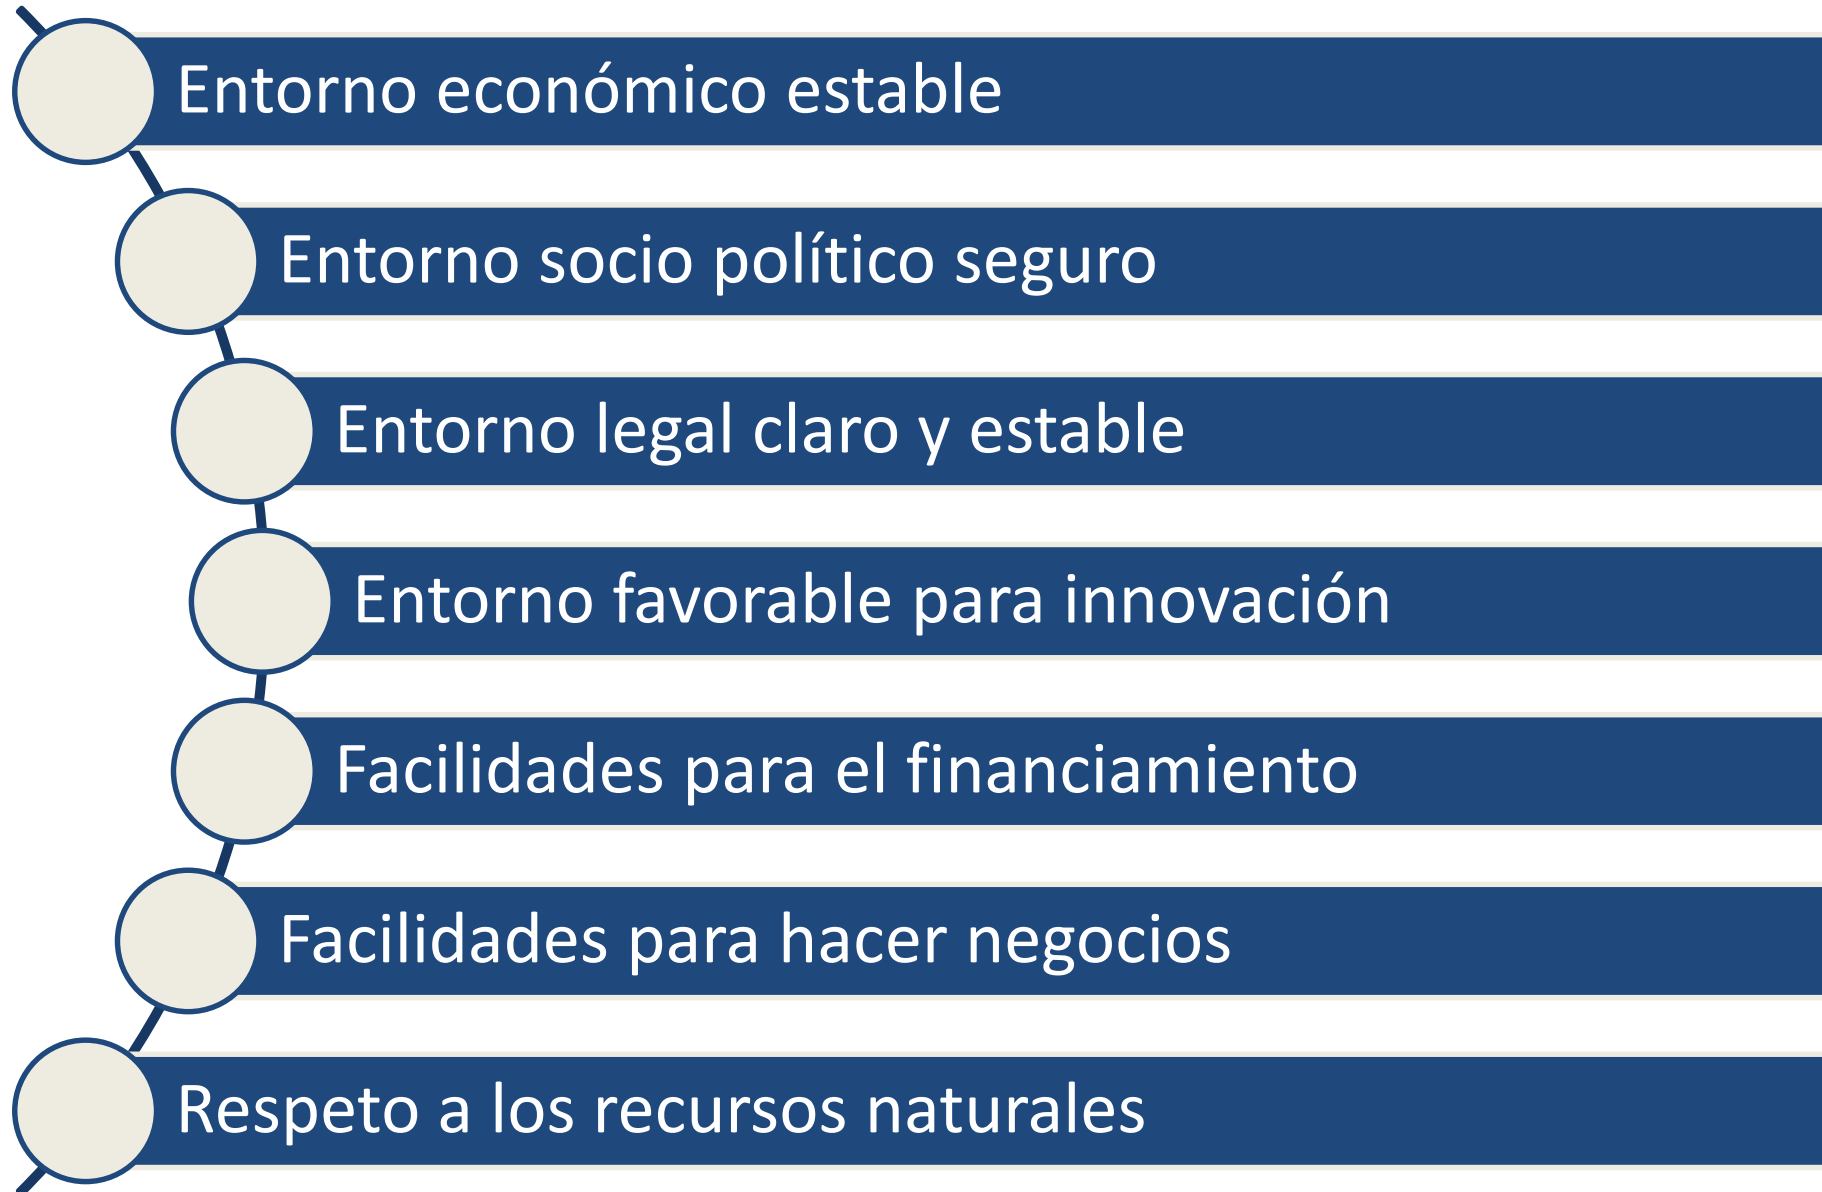 Entorno económico estable
Entorno socio político seguro
Entorno legal claro y estable
Entorno favorable para innovación
Facilidades para el financiamiento
Facilidades para hacer negocios
Respeto a los recursos naturales